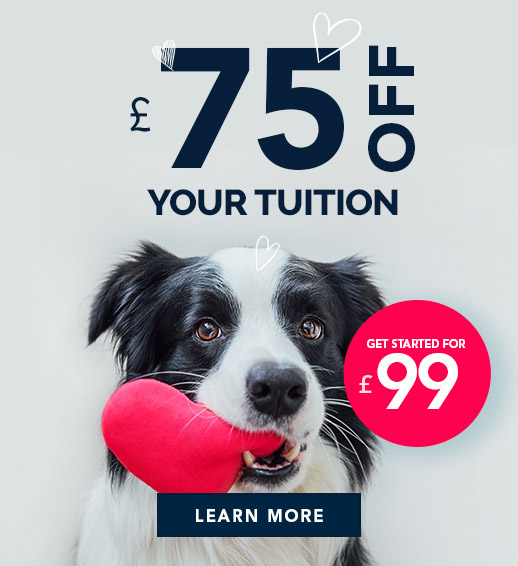 £75 OFF
YOUR TUITION
GET STARTED FOR
£99
LEARN MORE